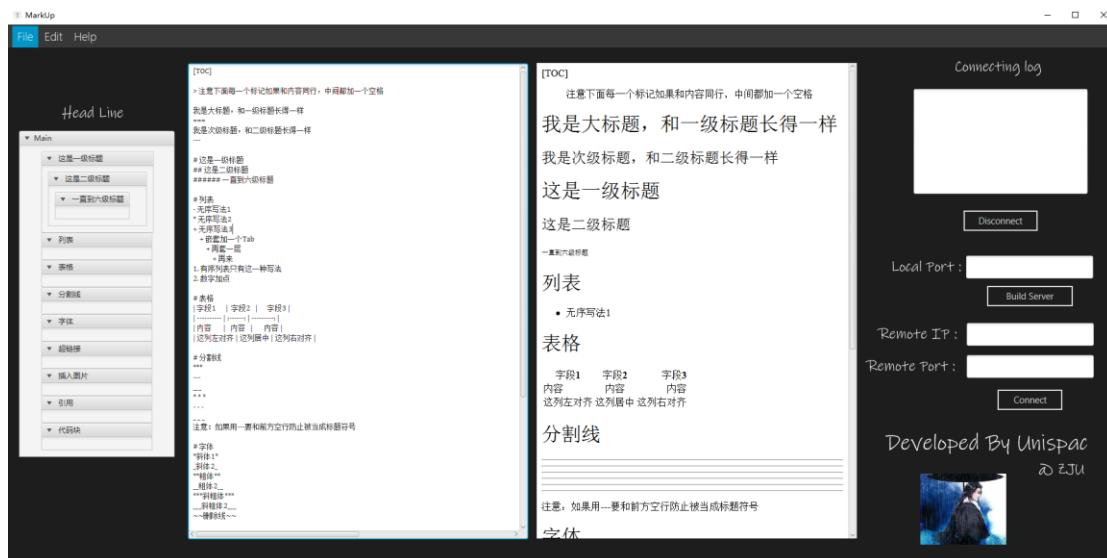 MarkUp
File Edit Help
Head Line
Main
这是一级标题
这是二级标题
一直到六级标题
列表
表格
分割线
字体
超链接
插入图片
引用
代码块
[TOC]
> 注意下面每一个标记如果和内容同行，中间都加一个空格
我是大标题，和一级标题长得一样
===
我是次级标题，和二级标题长得一样
---
# 这是一级标题
## 这是二级标题
###### 一直到六级标题
# 列表
- 无序写法1
* 无序写法2
+ 无序写法3
+ 嵌套加一个Tab
+ 再套一层
+ 再来
1. 有序列表只有这一种写法
2. 数字加点
# 表格
| 字段1 | 字段2 | 字段3 |
| 内容 | 内容 | 内容 |
| 这列左对齐 | 这列居中 | 这列右对齐 |
# 分割线
***
---
___
* * *
- - -
_ _ _
注意：如果用---要和前方空行防止被当成标题符号
# 字体
*斜体1*
_斜体2_
**粗体**
__粗体2__
***斜粗体***
___斜粗体2___
~~删除线~~
[TOC]
注意下面每一个标记如果和内容同行，中间都加一个空格
我是大标题，和一级标题长得一样
我是次级标题，和二级标题长得一样
这是一级标题
这是二级标题
一直到六级标题
列表
• 无序写法1
表格
字段1 字段2 字段3
内容 内容 内容
这列左对齐 这列居中 这列右对齐
分割线
注意：如果用---要和前方空行防止被当成标题符号
字体
Connecting log
Disconnect
Local Port :
Build Server
Remote IP :
Remote Port :
Connect
Developed By Unispac
@ ZJU